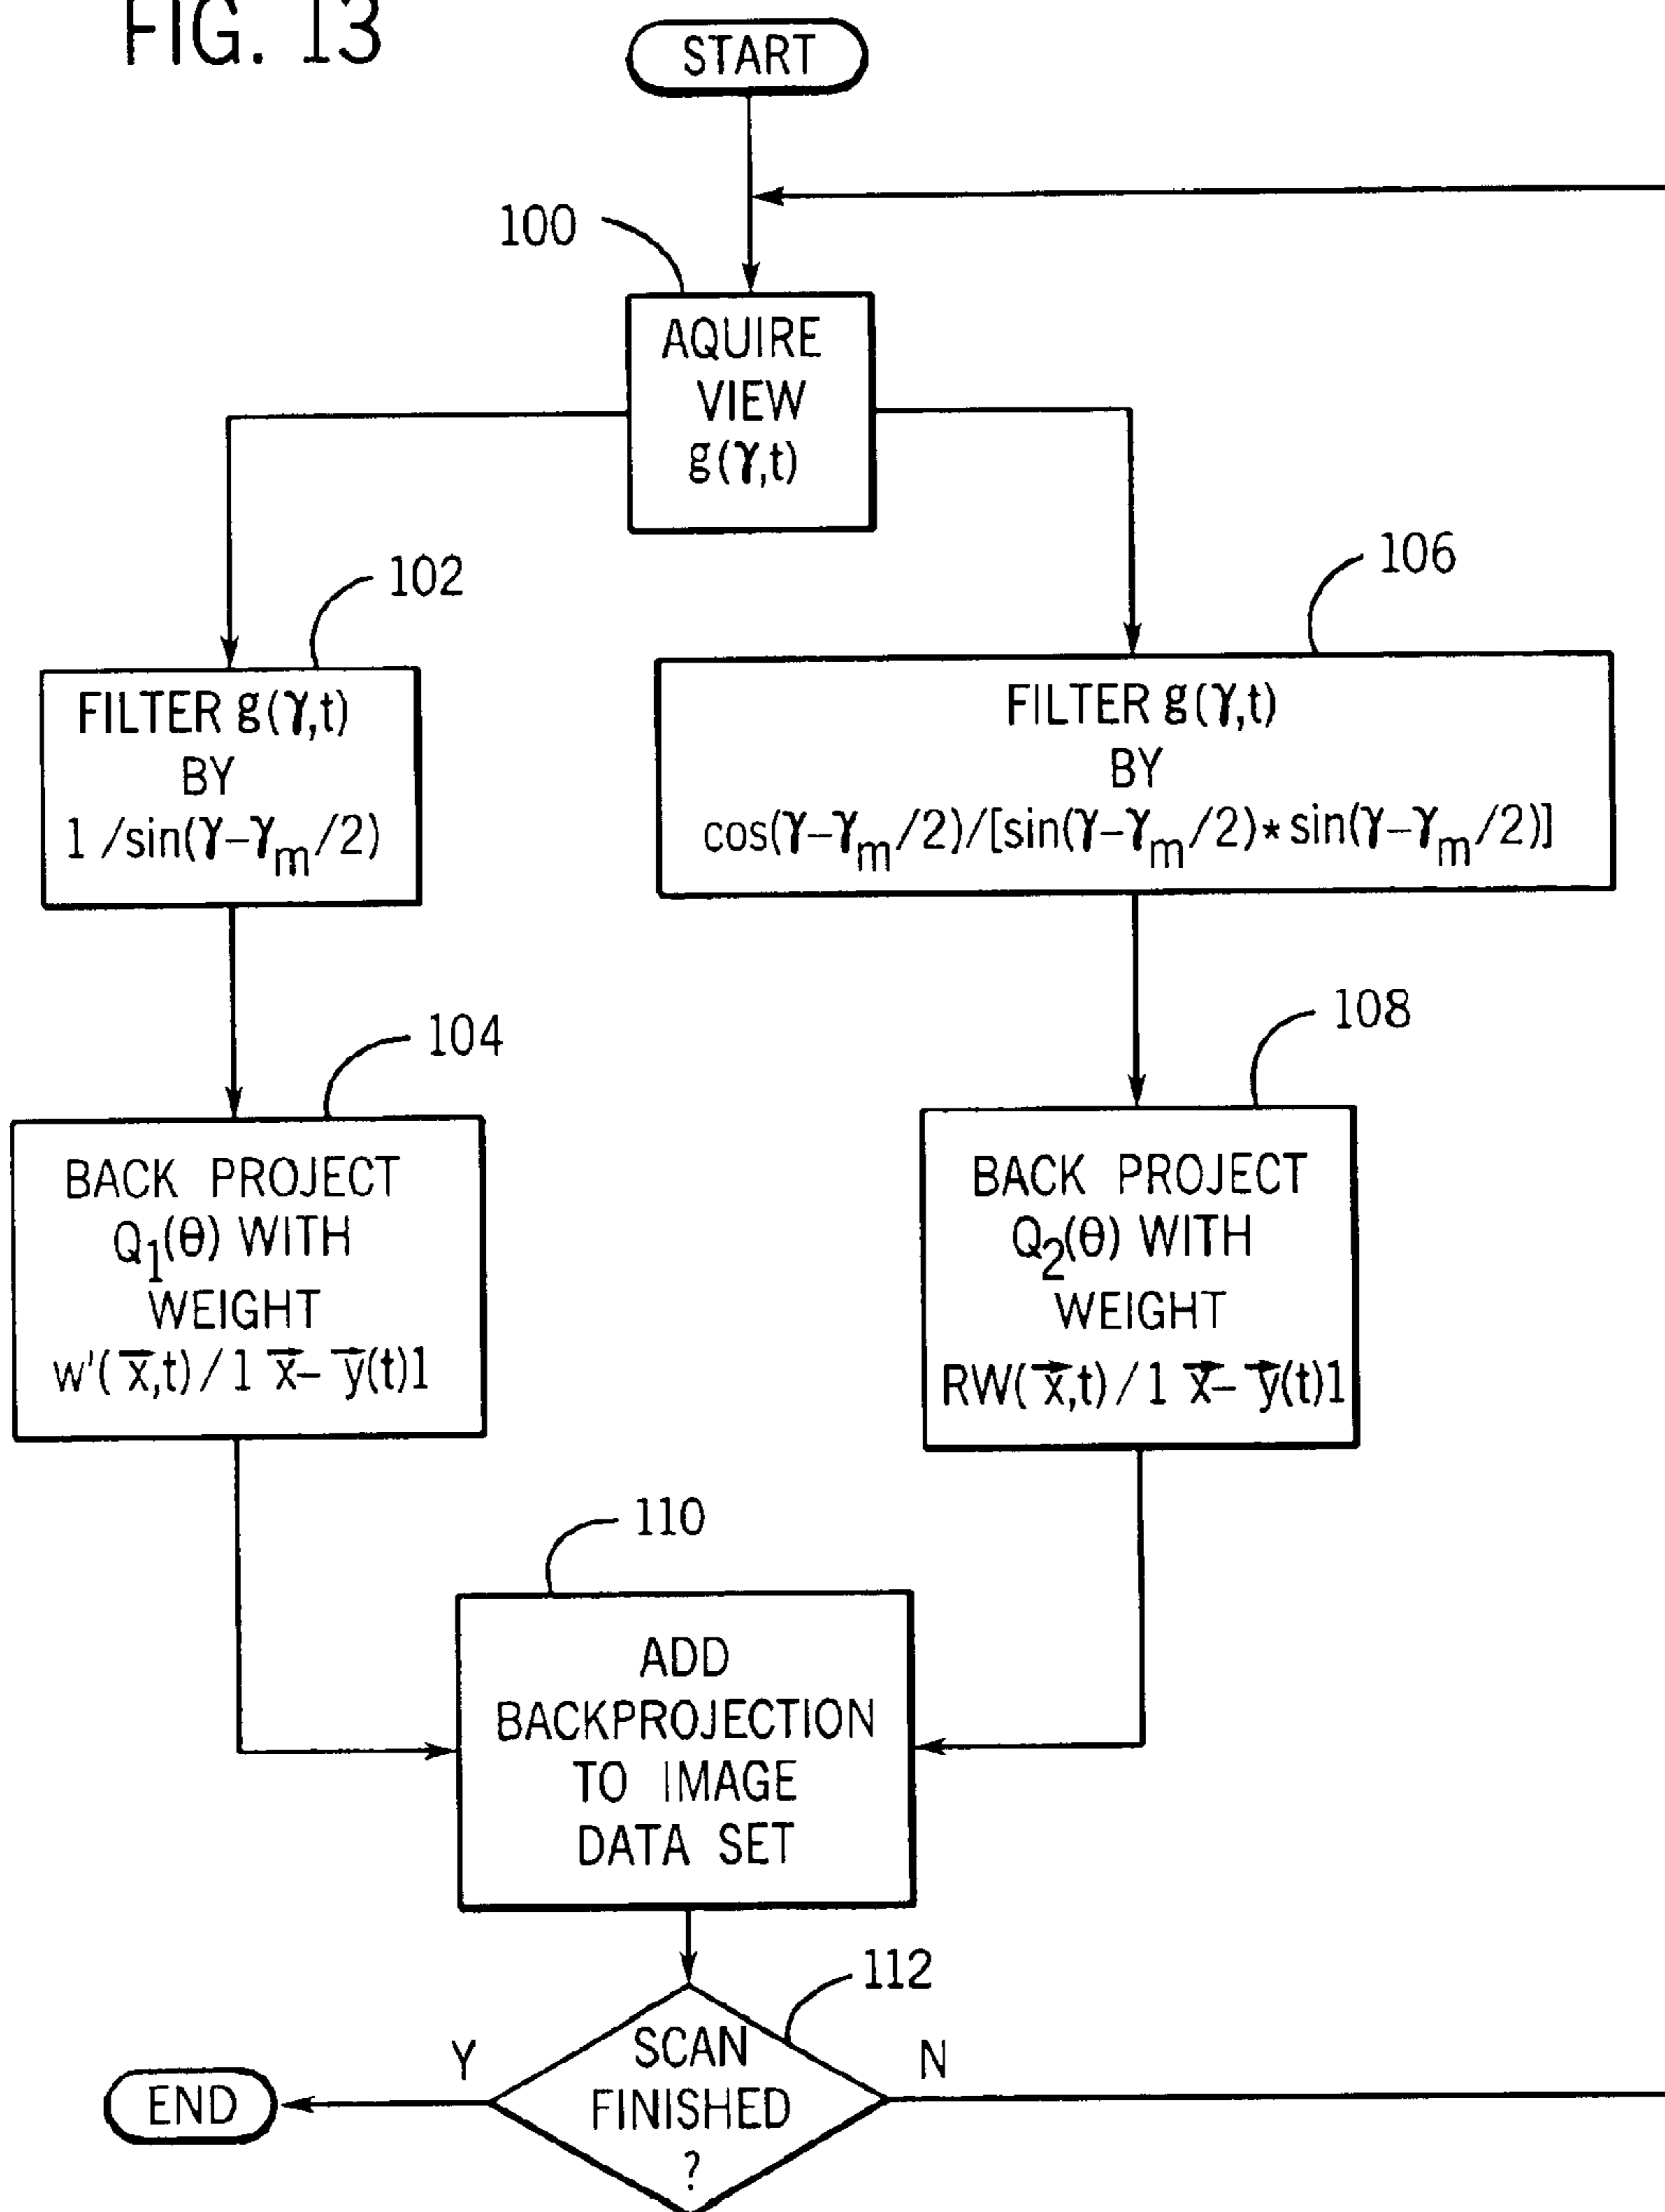 FIG. 13
START
100
AQUIRE
VIEW
g(γ,t)
102
FILTER g(γ,t)
BY
1 /sin(γ–γm/2)
106
FILTER g(γ,t)
BY
cos(γ–γm/2)/[sin(γ–γm/2)*sin(γ–γm/2)]
104
BACK PROJECT
Q1(θ) WITH
WEIGHT
w'(x⃗,t)/1 x⃗– y⃗(t)1
108
BACK PROJECT
Q2(θ) WITH
WEIGHT
RW(x⃗,t)/1 x⃗– y⃗(t)1
110
ADD
BACKPROJECTION
TO IMAGE
DATA SET
112
SCAN
FINISHED
?
Y
N
END